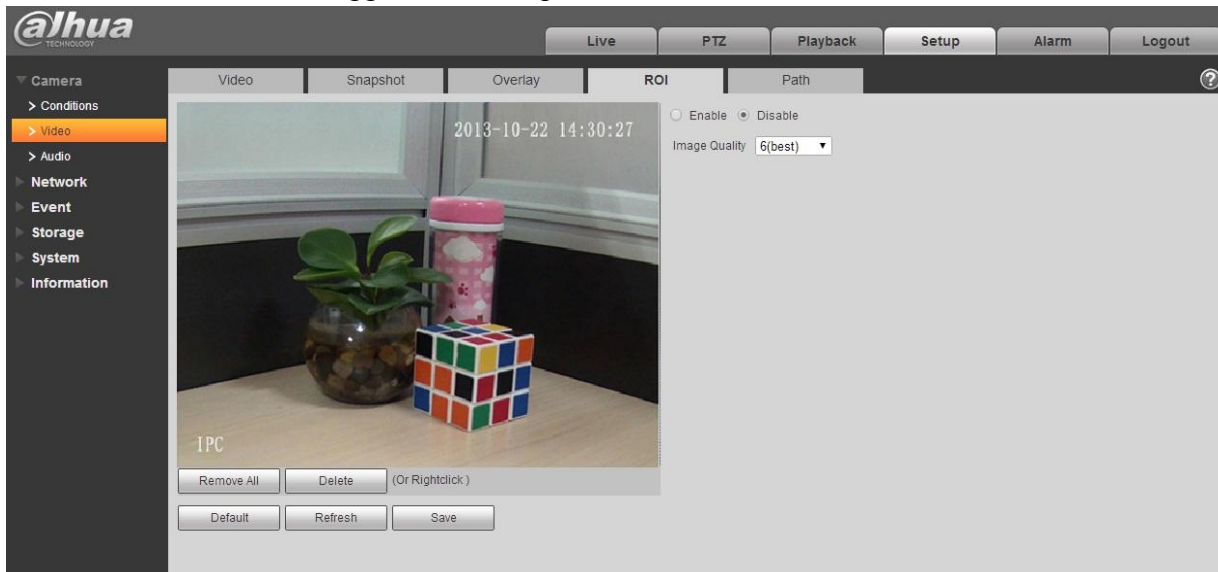 alhua
TECHNOLOGY
Live PTZ Playback Setup Alarm Logout
Camera
> Conditions
> Video
> Audio
Network
Event
Storage
System
Information
Video Snapshot Overlay ROI Path ?
2013-10-22 14:30:27
IPC
Enable Disable
Image Quality 6(best)
Remove All Delete (Or Rightclick )
Default Refresh Save